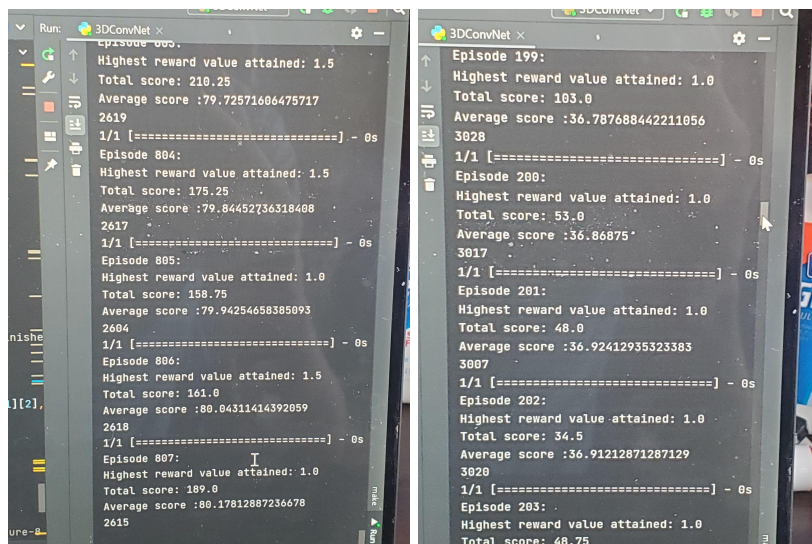 Run:
3DConvNet ×
Highest reward value attained: 1.5
Total score: 210.25
Average score :79.72571606475717
2619
1/1 [==============================] - 0s
Episode 804:
Highest reward value attained: 1.5
Total score: 175.25
Average score :79.84452736318408
2617
1/1 [==============================] - 0s
Episode 805:
Highest reward value attained: 1.0
Total score: 158.75
Average score :79.94254658385093
2604
1/1 [==============================] - 0s
Episode 806:
Highest reward value attained: 1.5
Total score: 161.0
Average score :80.04311414392059
2618
1/1 [==============================] - 0s
Episode 807:
Highest reward value attained: 1.0
Total score: 189.0
Average score :80.17812887236678
2615
][2],
make
Run
3DConvNet ×
Episode 199:
Highest reward value attained: 1.0
Total score: 103.0
Average score :36.787688442211056
3028
1/1 [==============================] - 0s
Episode 200:
Highest reward value attained: 1.0
Total score: 53.0
Average score :36.86875
3017
1/1 [==============================] - 0s
Episode 201:
Highest reward value attained: 1.0
Total score: 48.0
Average score :36.92412935323383
3007
1/1 [==============================] - 0s
Episode 202:
Highest reward value attained: 1.0
Total score: 34.5
Average score :36.91212871287129
3020
1/1 [==============================] - 0s
Episode 203:
Highest reward value attained: 1.0
Total score: 48.75